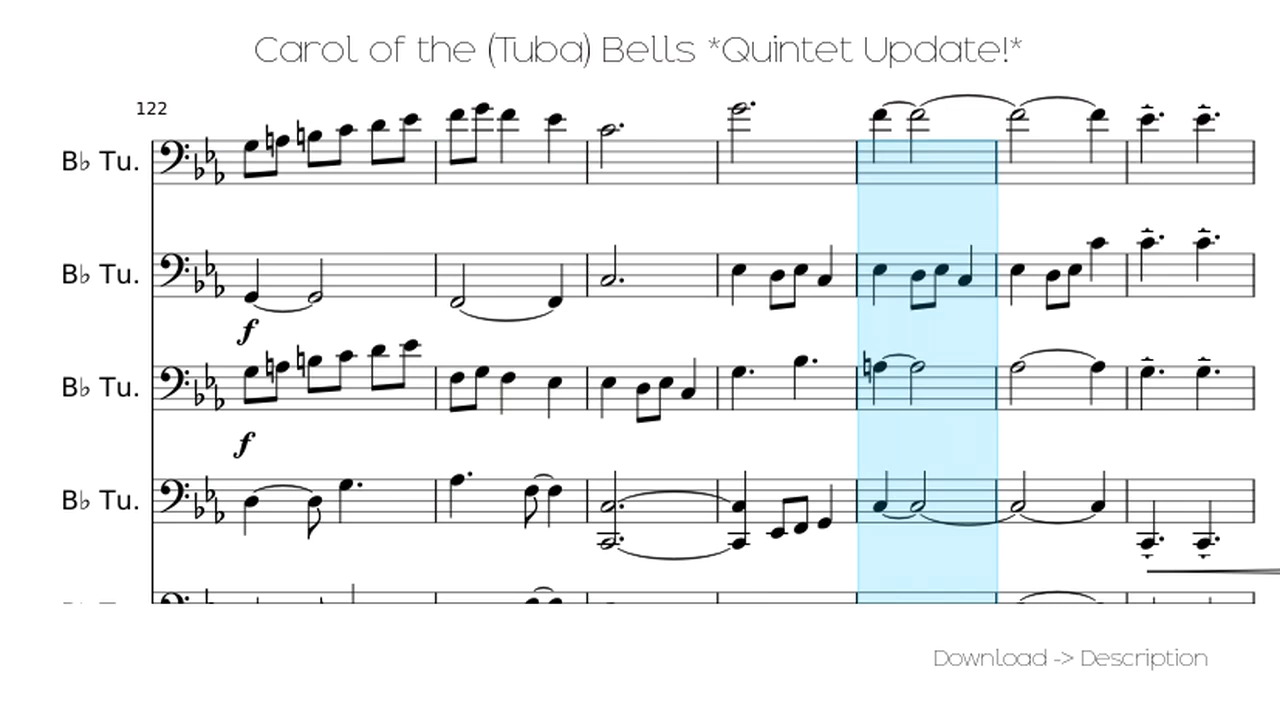 Carol of the (Tuba) Bells *Quintet Update!*
122
B♭ Tu.
B♭ Tu.
f
B♭ Tu.
f
B♭ Tu.
Download -> Description